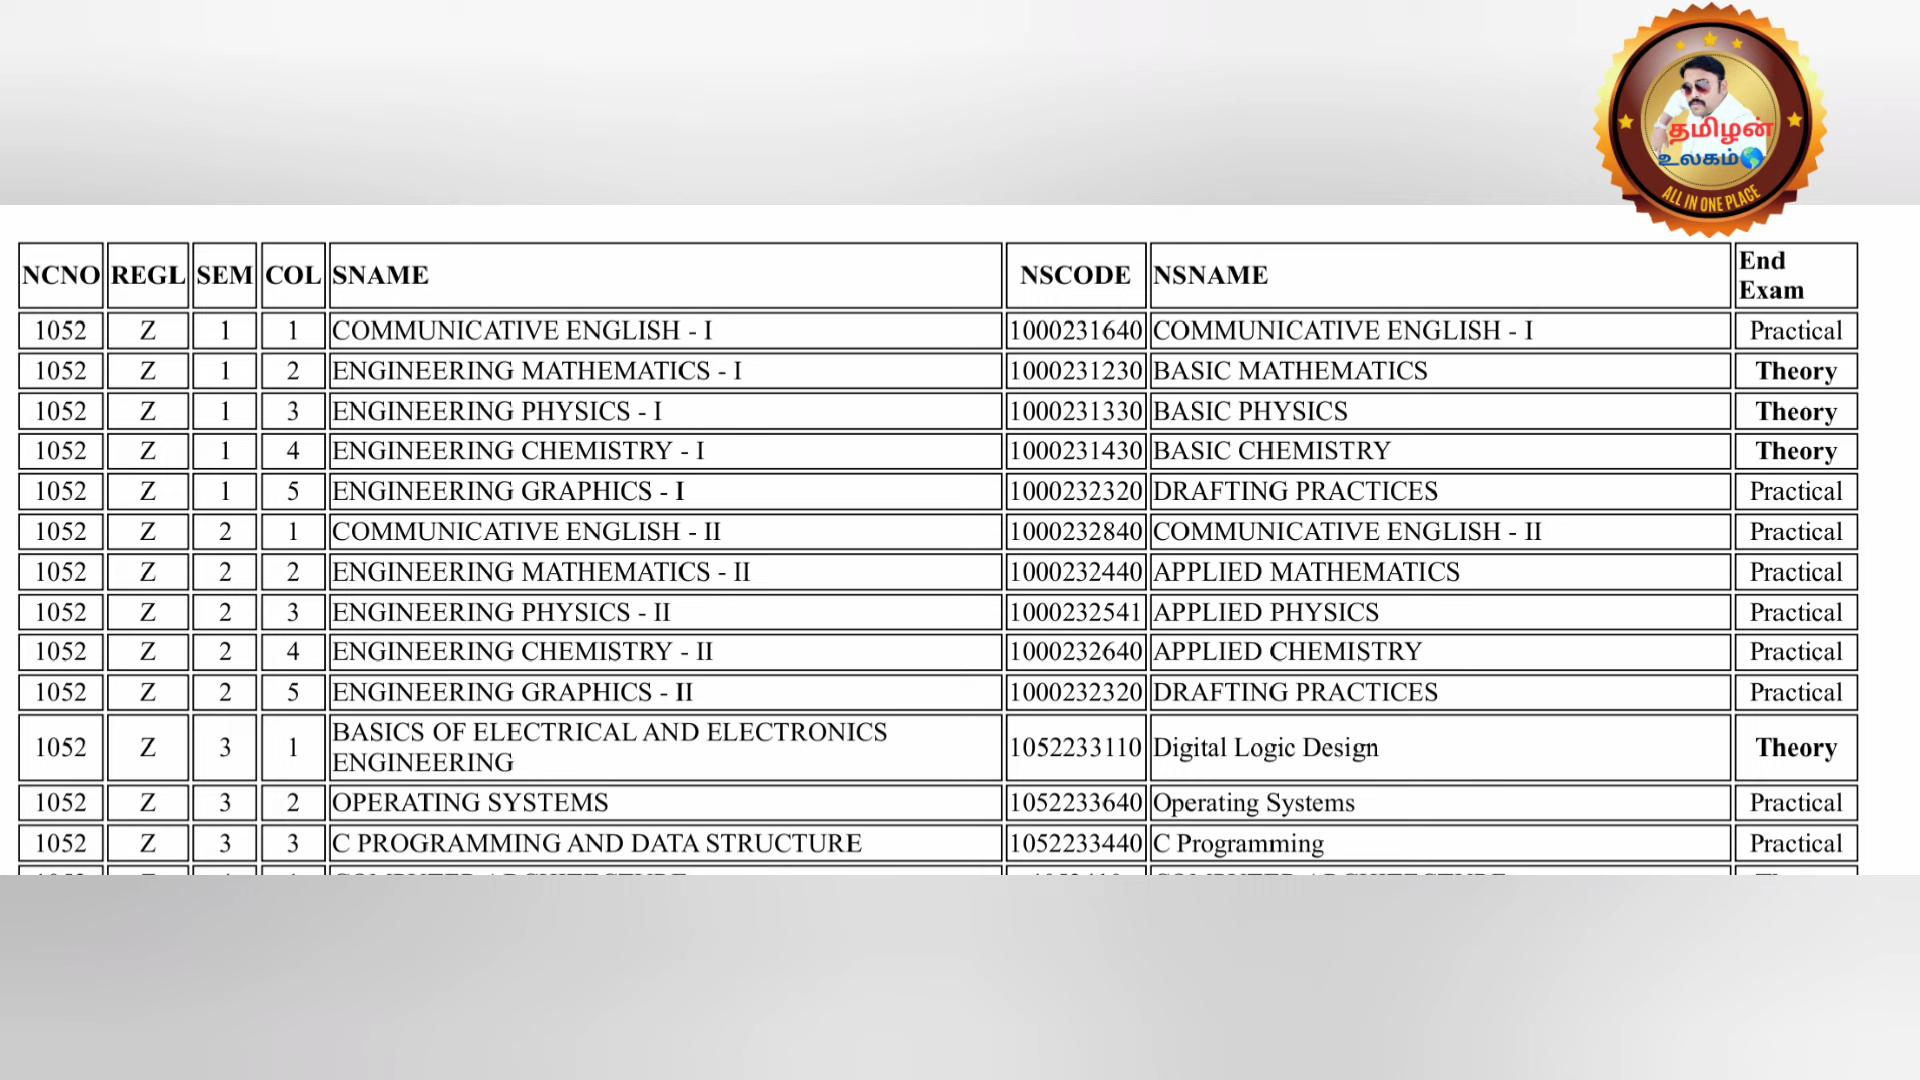 தமிழன்
உலகம்
ALL IN ONE PLACE
NCNO REGL SEM COL SNAME NSCODE NSNAME End Exam
1052 Z 1 1 COMMUNICATIVE ENGLISH - I 1000231640 COMMUNICATIVE ENGLISH - I Practical
1052 Z 1 2 ENGINEERING MATHEMATICS - I 1000231230 BASIC MATHEMATICS Theory
1052 Z 1 3 ENGINEERING PHYSICS - I 1000231330 BASIC PHYSICS Theory
1052 Z 1 4 ENGINEERING CHEMISTRY - I 1000231430 BASIC CHEMISTRY Theory
1052 Z 1 5 ENGINEERING GRAPHICS - I 1000232320 DRAFTING PRACTICES Practical
1052 Z 2 1 COMMUNICATIVE ENGLISH - II 1000232840 COMMUNICATIVE ENGLISH - II Practical
1052 Z 2 2 ENGINEERING MATHEMATICS - II 1000232440 APPLIED MATHEMATICS Practical
1052 Z 2 3 ENGINEERING PHYSICS - II 1000232541 APPLIED PHYSICS Practical
1052 Z 2 4 ENGINEERING CHEMISTRY - II 1000232640 APPLIED CHEMISTRY Practical
1052 Z 2 5 ENGINEERING GRAPHICS - II 1000232320 DRAFTING PRACTICES Practical
1052 Z 3 1 BASICS OF ELECTRICAL AND ELECTRONICS ENGINEERING 1052233110 Digital Logic Design Theory
1052 Z 3 2 OPERATING SYSTEMS 1052233640 Operating Systems Practical
1052 Z 3 3 C PROGRAMMING AND DATA STRUCTURE 1052233440 C Programming Practical